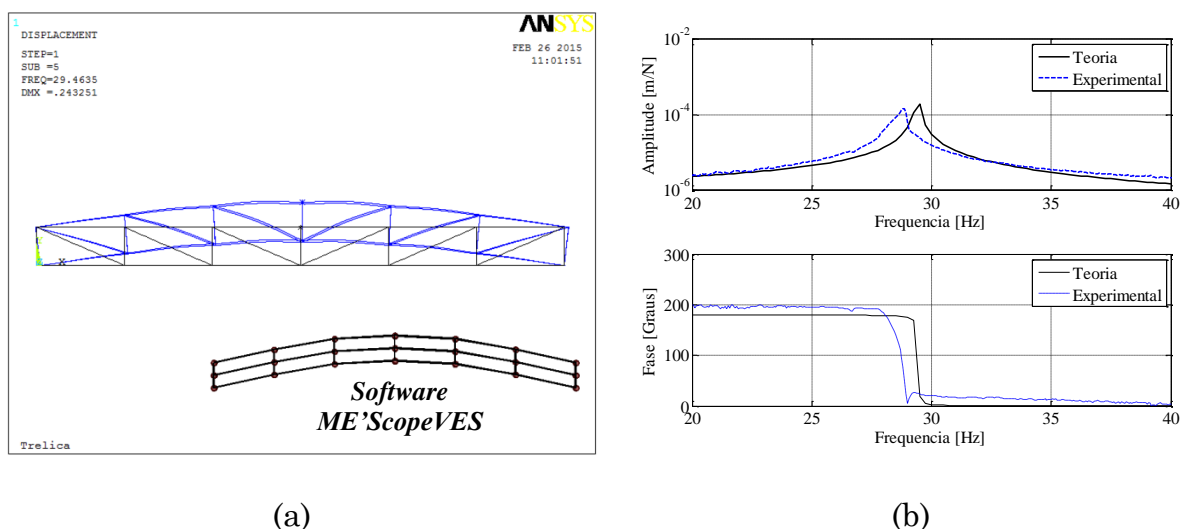 1
DISPLACEMENT
STEP=1
SUB =5
FREQ=29.4635
DMX =.243251
ANSYS
FEB 26 2015
11:01:51
X
Software
ME'ScopeVES
Trelica
(a)
10^-2
10^-4
10^-6
Amplitude [m/N]
Teoria
Experimental
20 25 30 35 40
Frequencia [Hz]
300
200
100
0
Fase [Graus]
Teoria
Experimental
20 25 30 35 40
Frequencia [Hz]
(b)